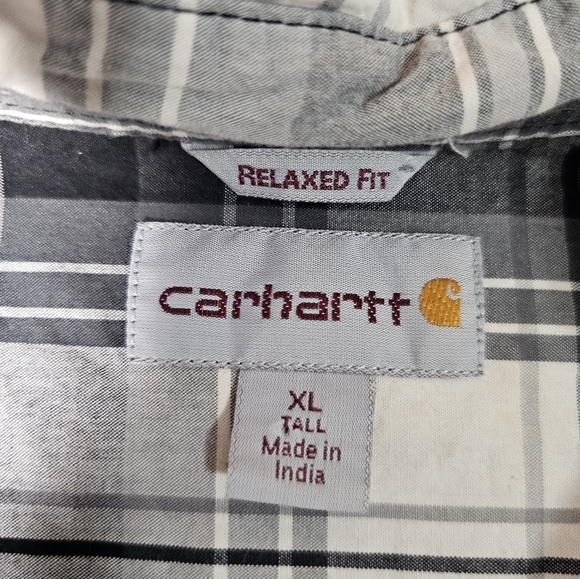 RELAXED FIT
carhartt
XL
TALL
Made in
India